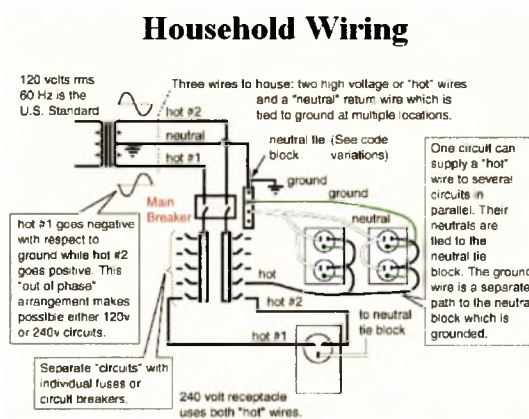 Household Wiring
120 volts rms
60 Hz is the
U.S. Standard
Three wires to house: two high voltage or "hot" wires
and a "neutral" return wire which is
tied to ground at multiple locations.
hot #2
neutral
hot #1
neutral tie (See code
block variations)
ground
ground
Main
Breaker
neutral
One circuit can
supply a "hot"
wire to several
circuits in
parallel. Their
neutrals are
tied to the
neutral tie
block. The ground
wire is a separate
path to the neutral
block which is
grounded.
hot #1 goes negative
with respect to
ground while hot #2
goes positive. This
"out of phase"
arrangement makes
possible either 120v
or 240v circuits.
hot
hot #2
hot #1
to neutral
tie block
Separate "circuits" with
individual fuses or
circuit breakers.
240 volt receptacle
uses both "hot" wires.